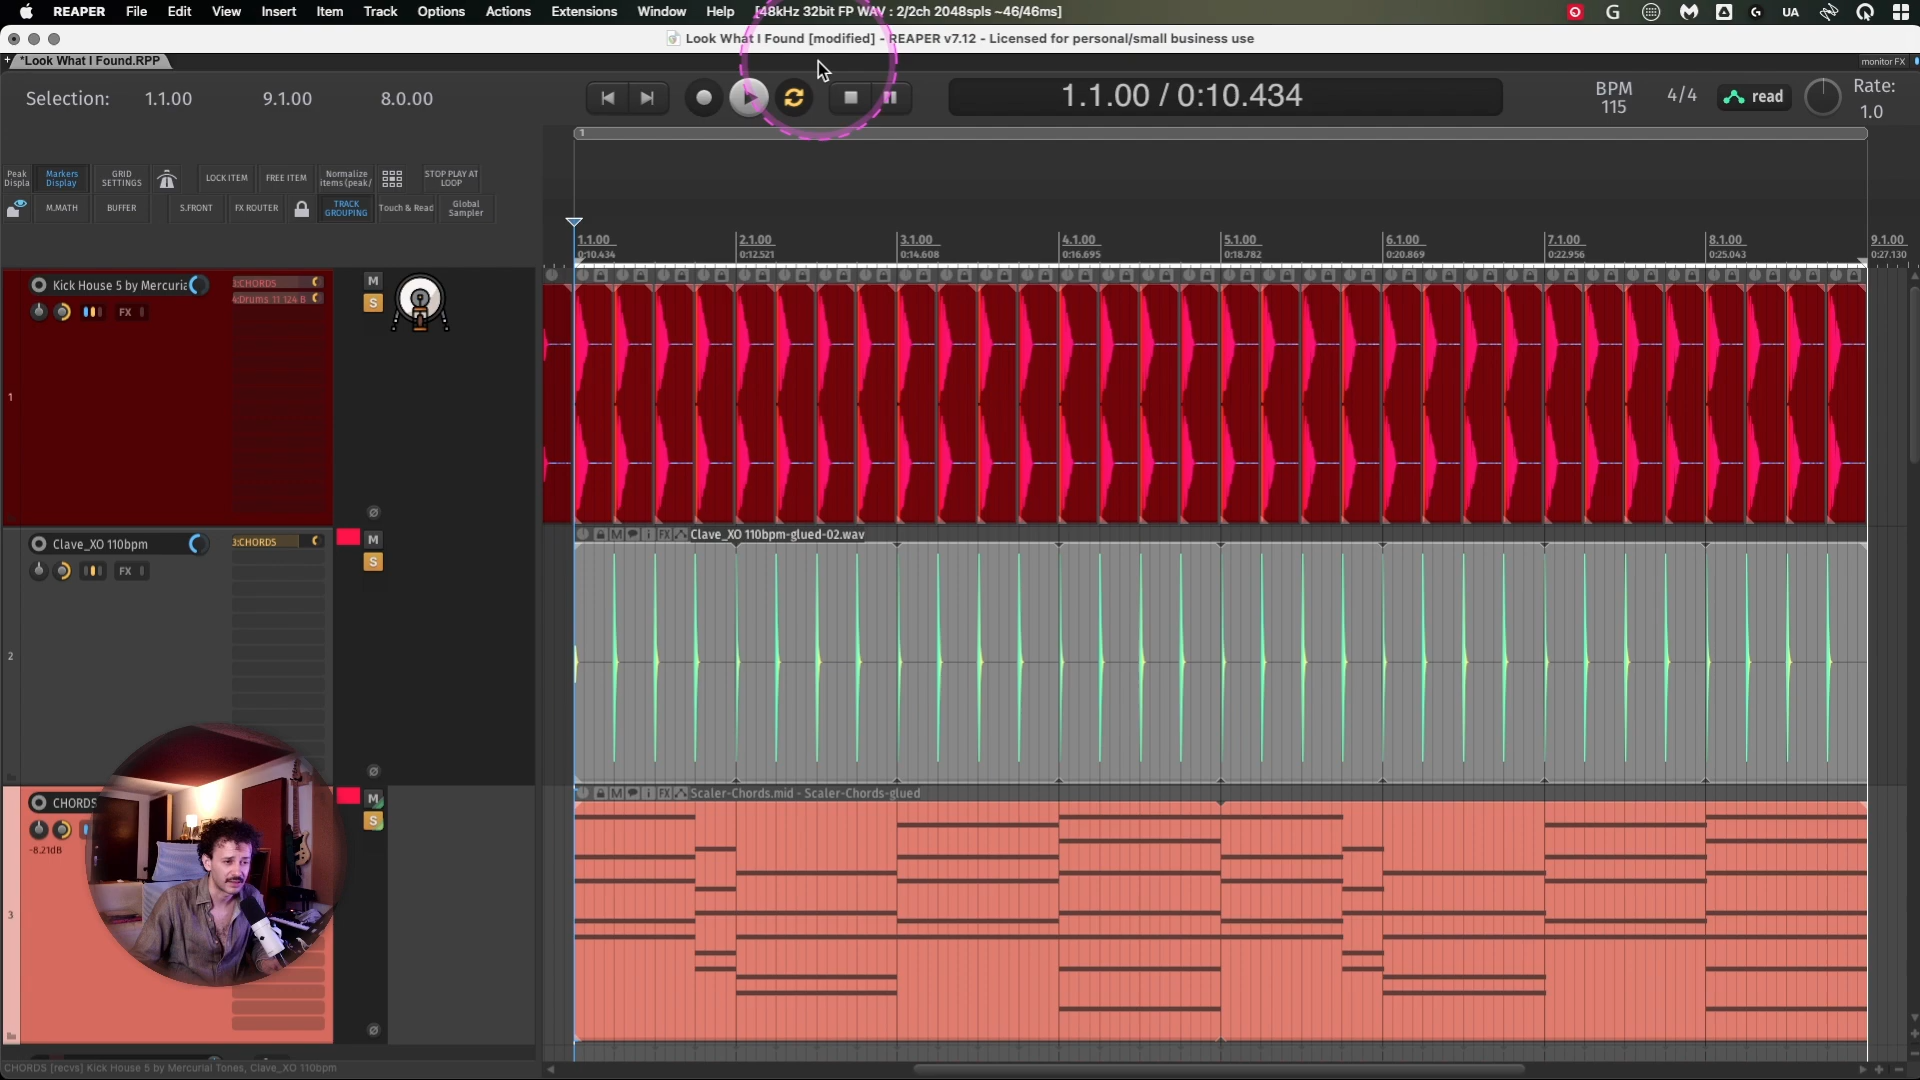 REAPER File Edit View Insert Item Track Options Actions Extensions Window Help [48kHz 32bit FP WAV : 2/2ch 2048spls ~46/46ms] UA
Look What I Found [modified] - REAPER v7.12 - Licensed for personal/small business use
+ *Look What I Found.RPP
monitor FX
Selection: 1.1.00 9.1.00 8.0.00
1.1.00 / 0:10.434
BPM 115
4/4
read
Rate: 1.0
1
Peak Displa
Markers Display
GRID SETTINGS
LOCK ITEM
FREE ITEM
Normalize items (peak/
STOP PLAY AT LOOP
M.MATH
BUFFER
S.FRONT
FX ROUTER
TRACK GROUPING
Touch & Read
Global Sampler
1.1.00 2.1.00 3.1.00 4.1.00 5.1.00 6.1.00 7.1.00 8.1.00 9.1.00
0:10.434 0:12.521 0:14.608 0:16.695 0:18.782 0:20.869 0:22.956 0:25.043 0:27.130
Kick House 5 by Mercuria
3:CHORDS
4:Drums 11 124 B
M
S
FX
1
Clave_XO 110bpm
3:CHORDS
M
S
FX
2
M FX Clave_XO 110bpm-glued-02.wav
CHORDS
M
S
-8.21dB
3
M FX Scaler-Chords.mid - Scaler-Chords-glued
CHORDS [recvs] Kick House 5 by Mercurial Tones, Clave_XO 110bpm